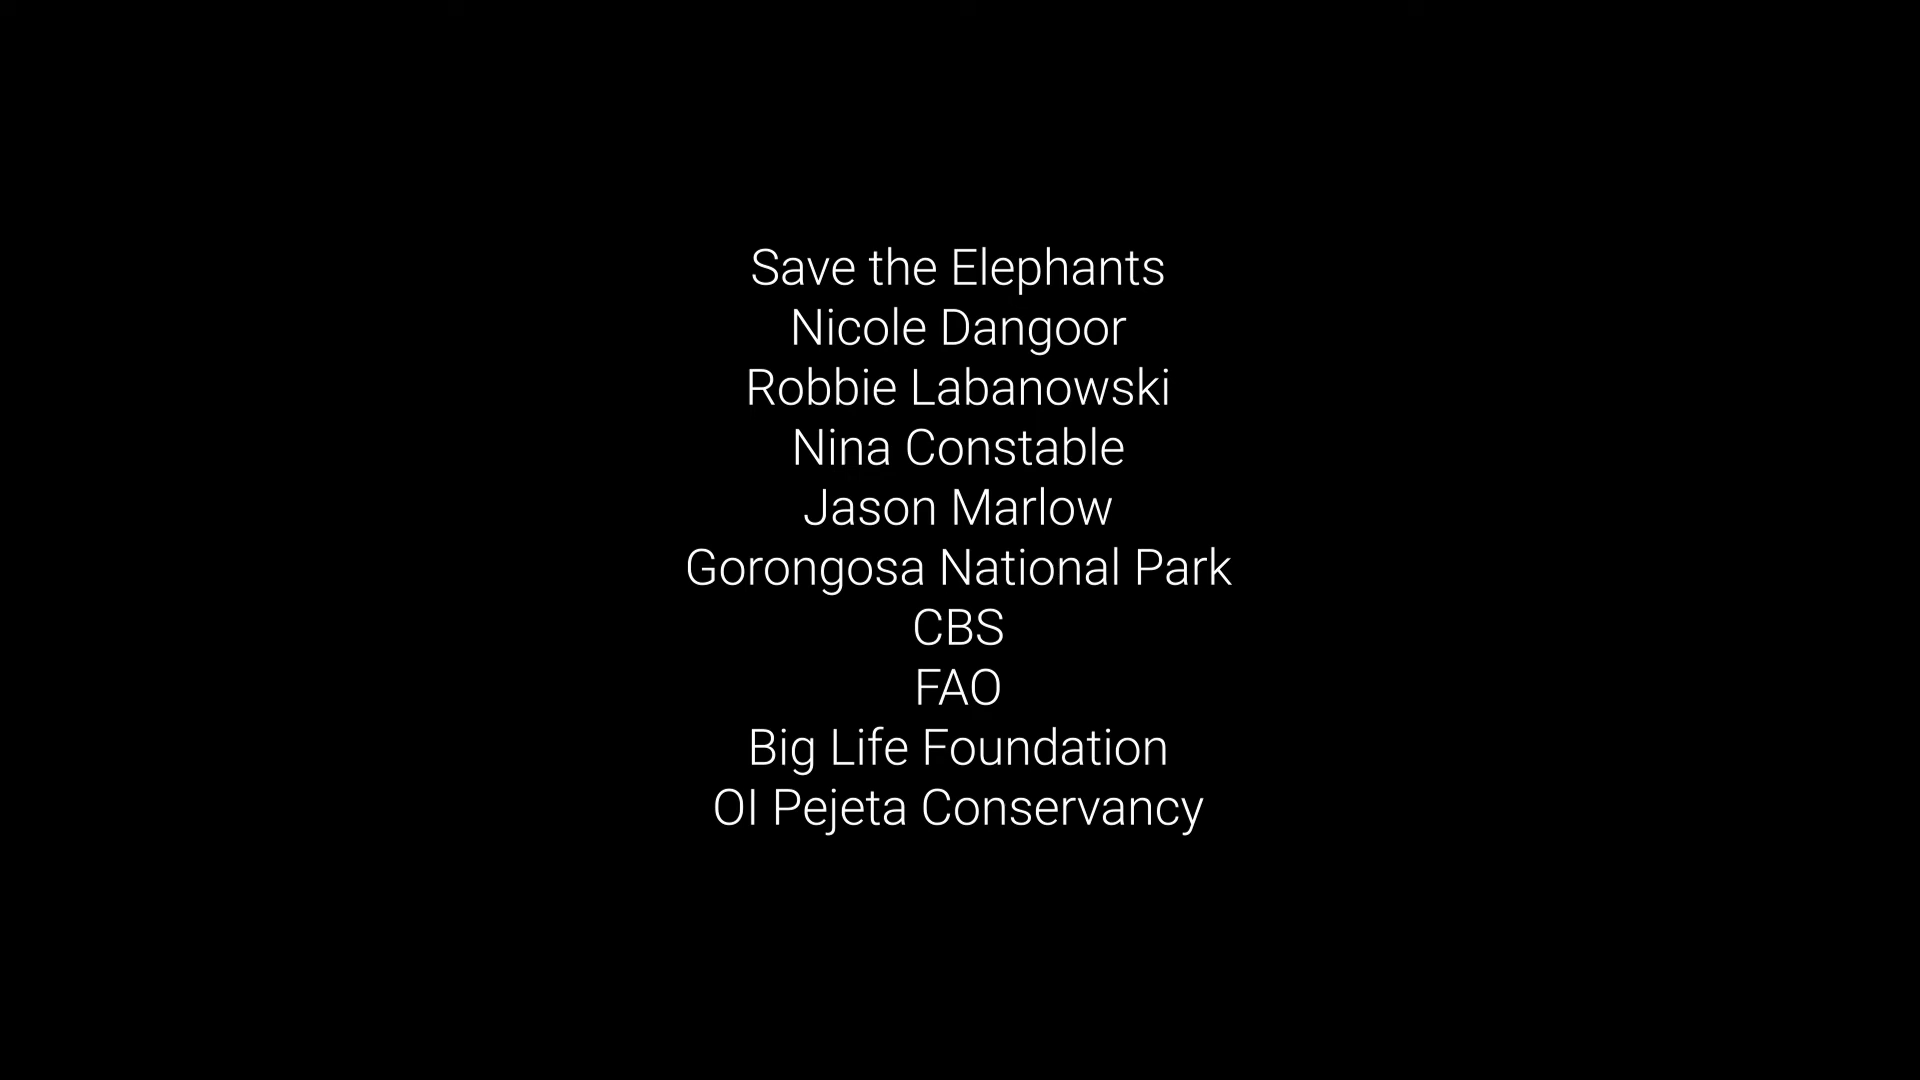 Save the Elephants
Nicole Dangoor
Robbie Labanowski
Nina Constable
Jason Marlow
Gorongosa National Park
CBS
FAO
Big Life Foundation
Ol Pejeta Conservancy